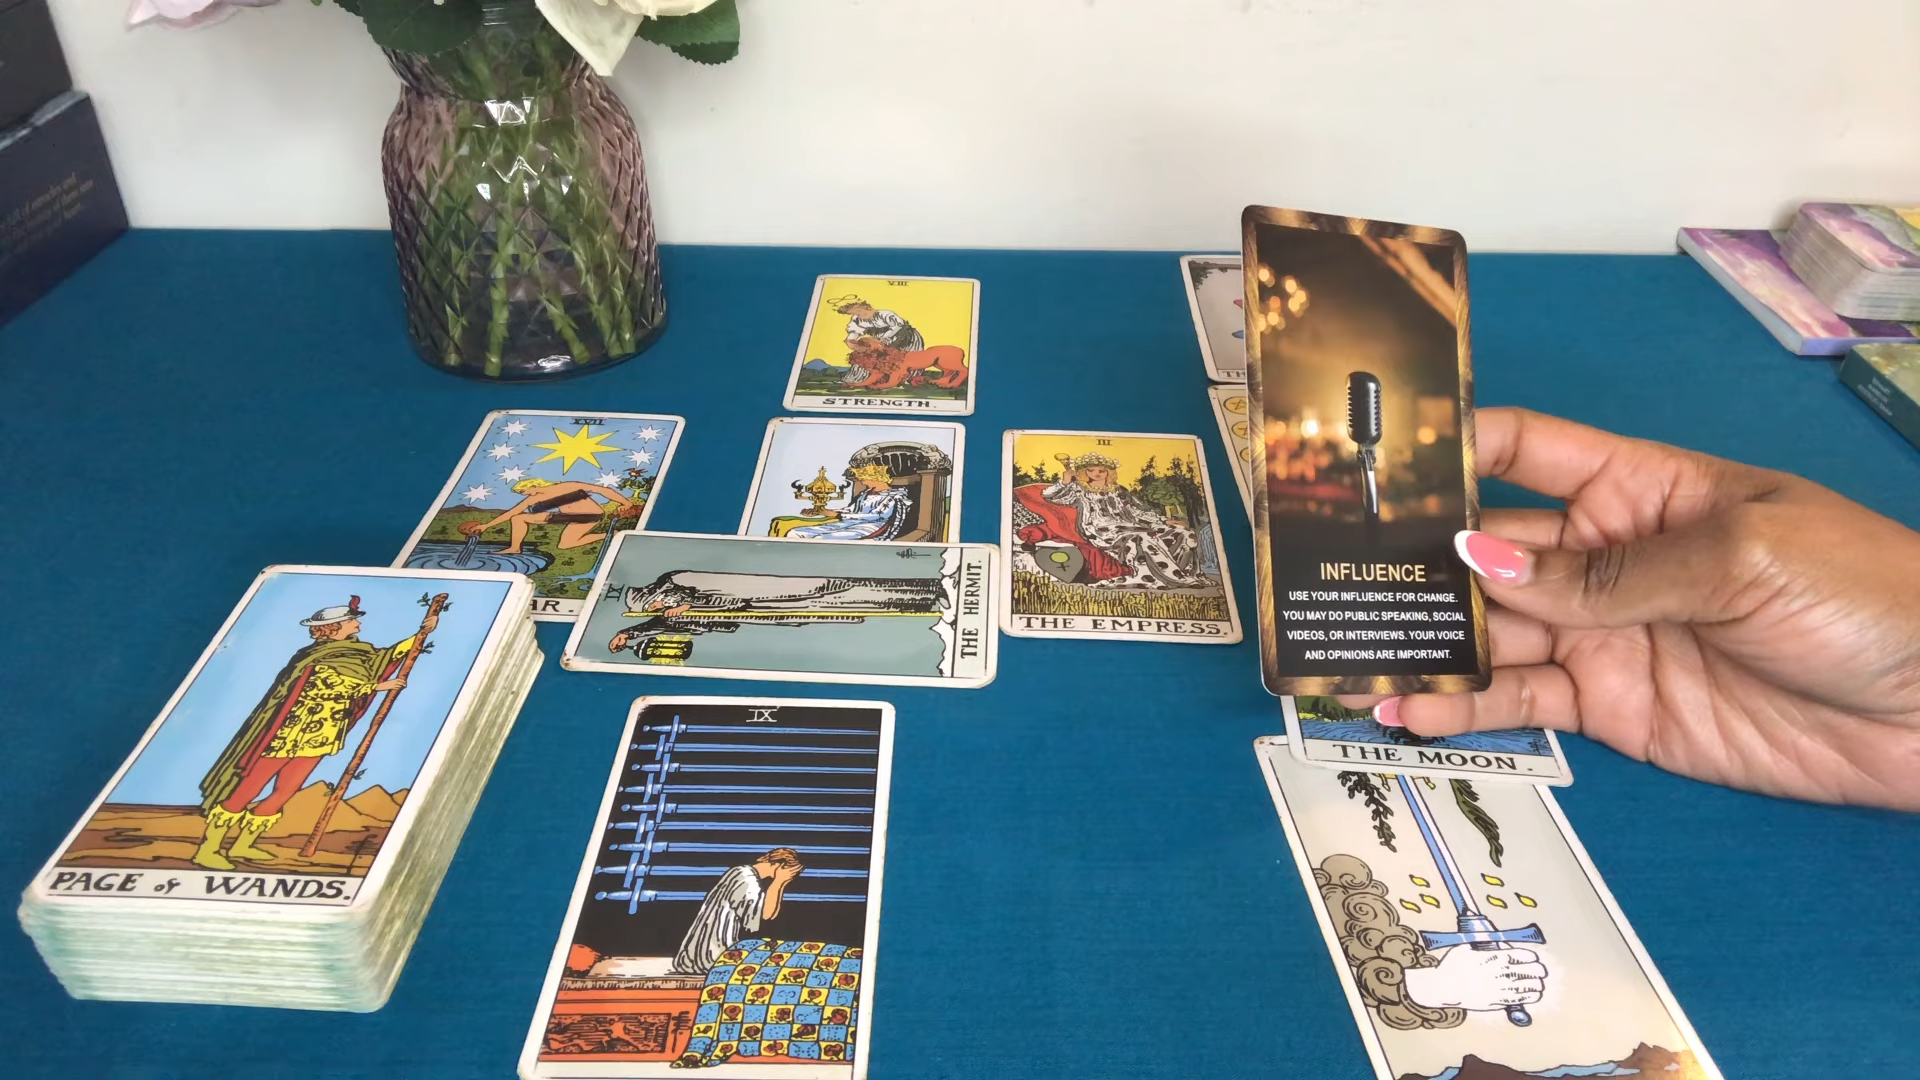 VIII
STRENGTH.
XVII
AR.
III
THE EMPRESS.
IX
THE HERMIT.
INFLUENCE
USE YOUR INFLUENCE FOR CHANGE.
YOU MAY DO PUBLIC SPEAKING, SOCIAL
VIDEOS, OR INTERVIEWS. YOUR VOICE
AND OPINIONS ARE IMPORTANT.
THE MOON.
PAGE of WANDS.
IX